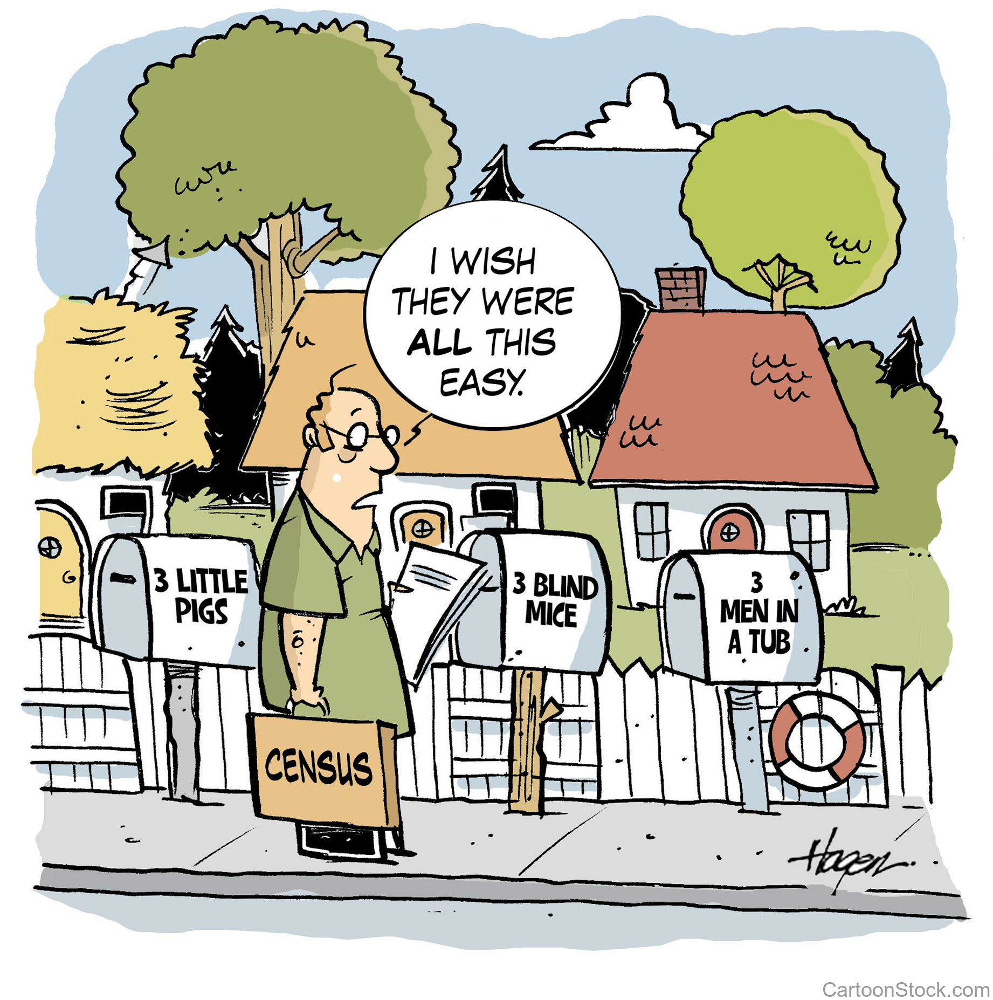 I WISH
THEY WERE
ALL THIS
EASY.
3 LITTLE
PIGS
3 BLIND
MICE
3
MEN IN
A TUB
CENSUS
Hagen
CartoonStock.com